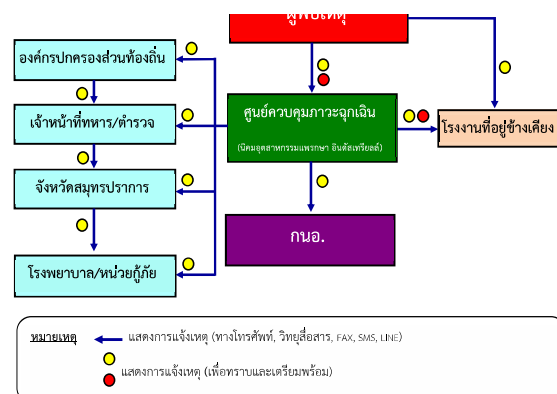 ผู้พบเหตุ
องค์กรปกครองส่วนท้องถิ่น
เจ้าหน้าที่ทหาร/ตำรวจ
ศูนย์ควบคุมภาวะฉุกเฉิน
(นิคมอุตสาหกรรมแพรกษา อินดัสเทรียลล์)
โรงงานที่อยู่ข้างเคียง
จังหวัดสมุทรปราการ
กนอ.
โรงพยาบาล/หน่วยกู้ภัย
หมายเหตุ แสดงการแจ้งเหตุ (ทางโทรศัพท์, วิทยุสื่อสาร, FAX, SMS, LINE)
แสดงการแจ้งเหตุ (เพื่อทราบและเตรียมพร้อม)